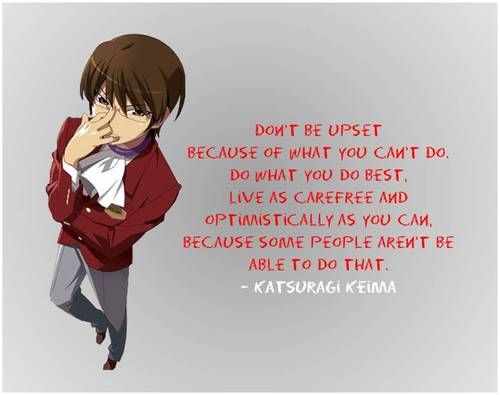 DON'T BE UPSET
BECAUSE OF WHAT YOU CAN'T DO.
DO WHAT YOU DO BEST,
LIVE AS CAREFREE AND
OPTIMISTICALLY AS YOU CAN,
BECAUSE SOME PEOPLE AREN'T BE
ABLE TO DO THAT.
- KATSURAGI KEIMA